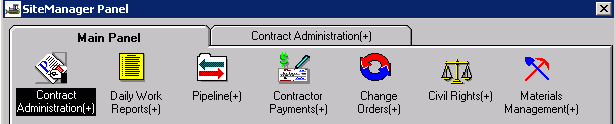 SiteManager Panel
Main Panel
Contract Administration(+)
Contract
Administration(+)
Daily Work
Reports(+)
Pipeline(+)
Contractor
Payments(+)
Change
Orders(+)
Civil Rights(+)
Materials
Management(+)